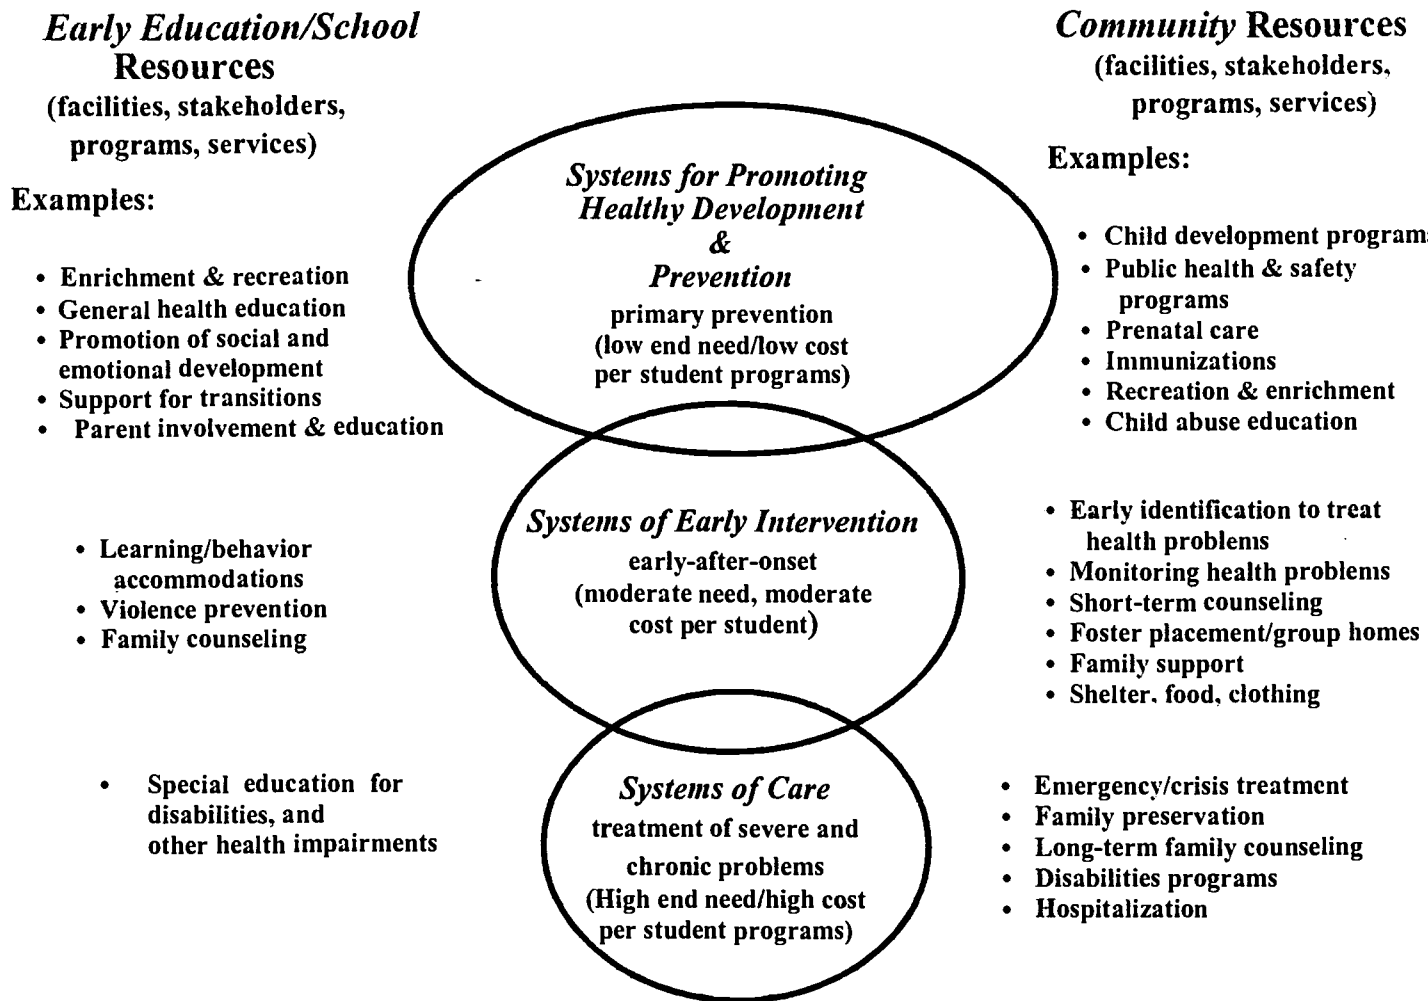 Early Education/School
Resources
(facilities, stakeholders,
programs, services)
Examples:
• Enrichment & recreation
• General health education
• Promotion of social and
emotional development
• Support for transitions
• Parent involvement & education
• Learning/behavior
accommodations
• Violence prevention
• Family counseling
• Special education for
disabilities, and
other health impairments
Systems for Promoting
Healthy Development
&
Prevention
primary prevention
(low end need/low cost
per student programs)
Systems of Early Intervention
early-after-onset
(moderate need, moderate
cost per student)
Systems of Care
treatment of severe and
chronic problems
(High end need/high cost
per student programs)
Community Resources
(facilities, stakeholders,
programs, services)
Examples:
• Child development programs
• Public health & safety
programs
• Prenatal care
• Immunizations
• Recreation & enrichment
• Child abuse education
• Early identification to treat
health problems
• Monitoring health problems
• Short-term counseling
• Foster placement/group homes
• Family support
• Shelter, food, clothing
• Emergency/crisis treatment
• Family preservation
• Long-term family counseling
• Disabilities programs
• Hospitalization